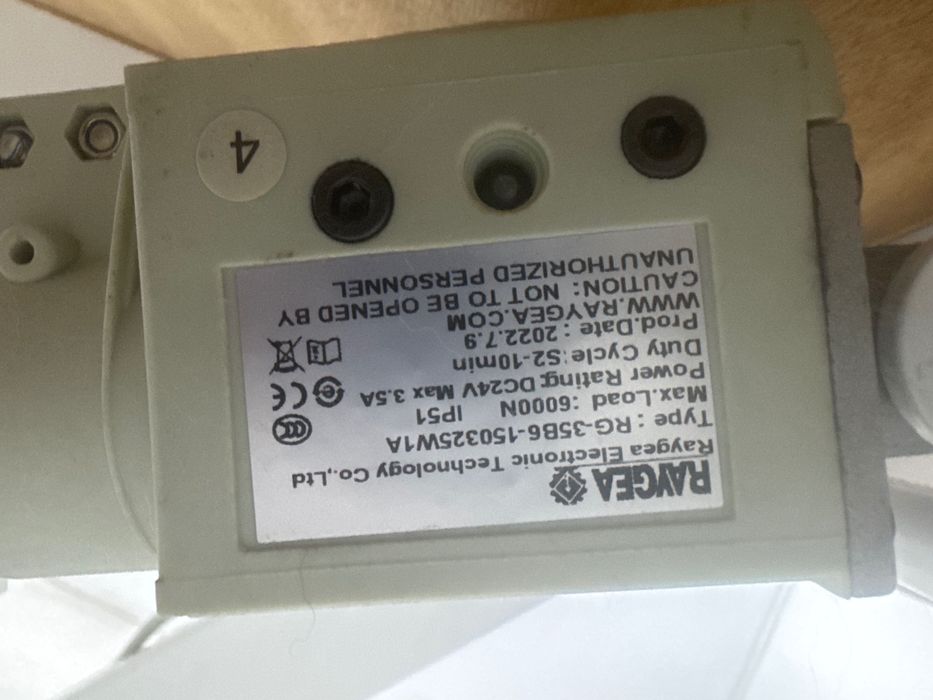 RAYGEA
Raygea Electronic Technology Co.,Ltd
Type : RG-35B6-150325W1A
Max.Load :6000N IP51
Power Rating:DC24V Max 3.5A
Duty Cycle:S2-10min
Prod.Date : 2022.7.9
WWW.RAYGEA.COM
CAUTION: NOT TO BE OPENED BY
UNAUTHORIZED PERSONNEL
CCC
CE
4